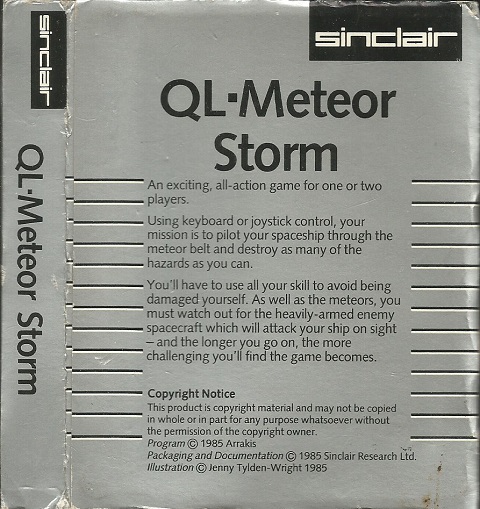 sinclair
QL·Meteor Storm
sinclair
QL·Meteor
Storm
An exciting, all-action game for one or two
players.
Using keyboard or joystick control, your
mission is to pilot your spaceship through the
meteor belt and destroy as many of the
hazards as you can.
You'll have to use all your skill to avoid being
damaged yourself. As well as the meteors, you
must watch out for the heavily-armed enemy
spacecraft which will attack your ship on sight
– and the longer you go on, the more
challenging you'll find the game becomes.
Copyright Notice
This product is copyright material and may not be copied
in whole or in part for any purpose whatsoever without
the permission of the copyright owner.
Program © 1985 Arrakis
Packaging and Documentation © 1985 Sinclair Research Ltd.
Illustration © Jenny Tylden-Wright 1985